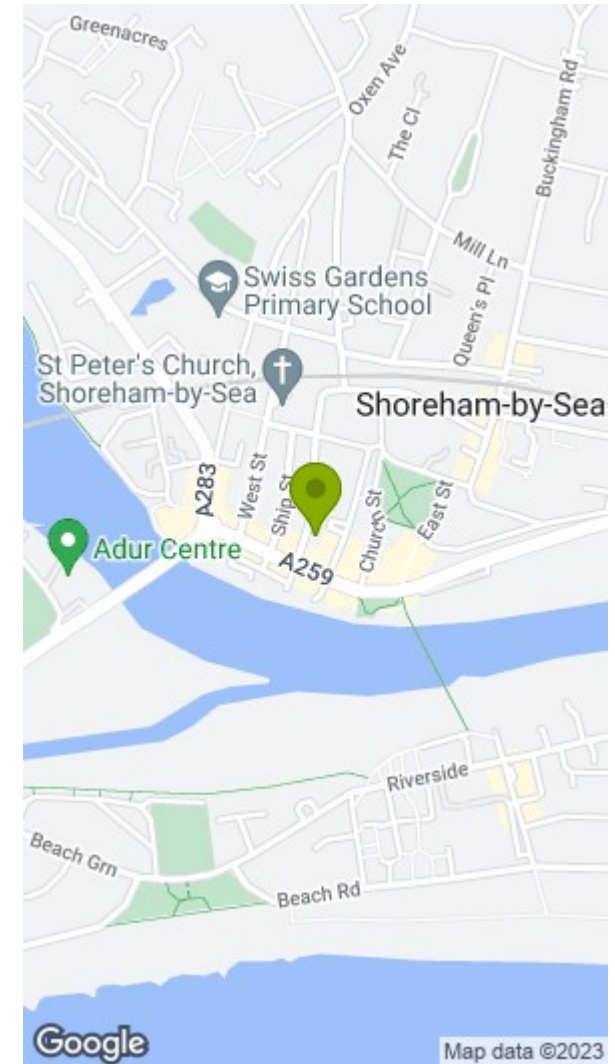 Greenacres
Oxen Ave
The Cl
Buckingham Rd
Mill Ln
Swiss Gardens
Primary School
Queen's Pl
St Peter's Church,
Shoreham-by-Sea
Shoreham-by-Sea
A283
West St
Ship St
Church St
East St
Adur Centre
A259
Riverside
Beach Grn
Beach Rd
Google
Map data ©2023